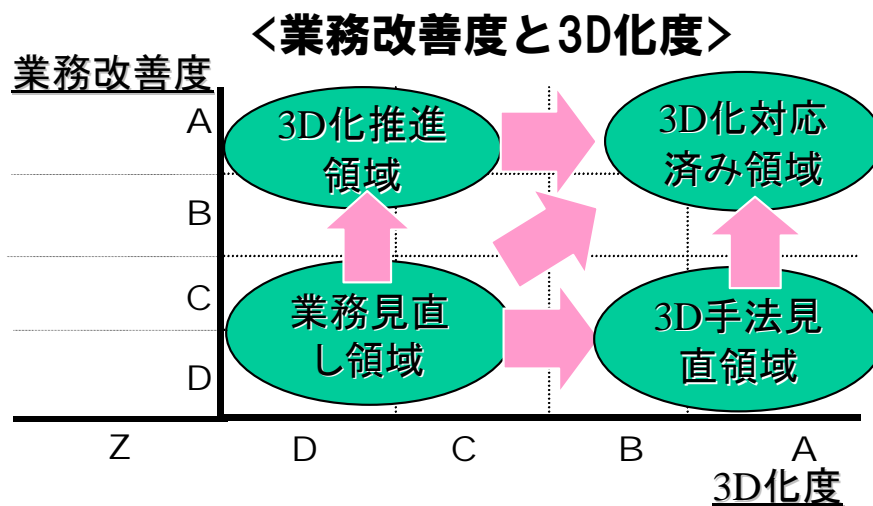 <業務改善度と3D化度>
業務改善度
A
B
C
D
3D化推進
領域
3D化対応
済み領域
業務見直
し領域
3D手法見
直領域
Z
D
C
B
A
3D化度